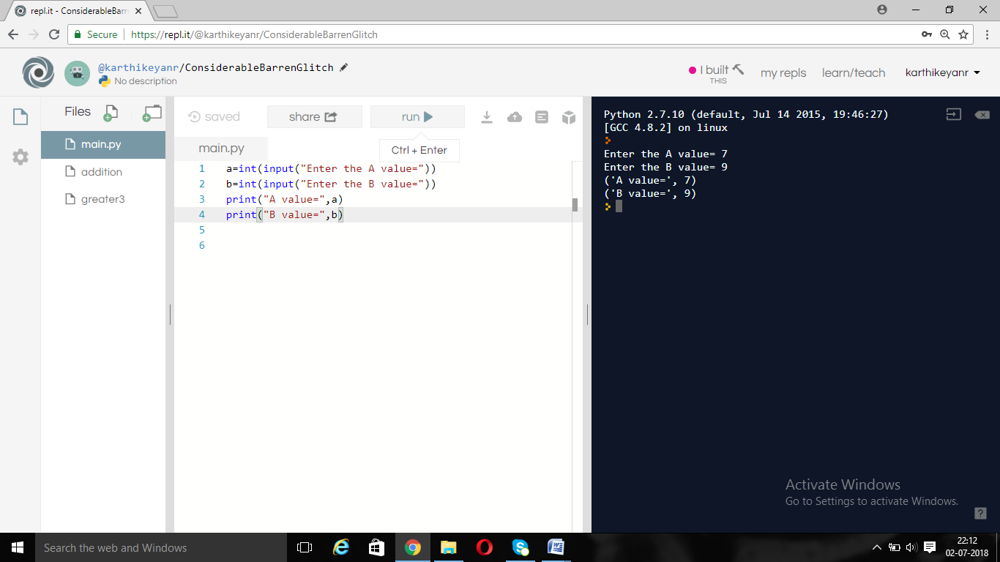 repl.it - ConsiderableBarr
Secure https://repl.it/@karthikeyanr/ConsiderableBarrenGlitch
@karthikeyanr/ConsiderableBarrenGlitch
No description
I built
THIS
my repls
learn/teach
karthikeyanr
Files
main.py
addition
greater3
saved
share
run
Ctrl + Enter
main.py
1 a=int(input("Enter the A value="))
2 b=int(input("Enter the B value="))
3 print("A value=",a)
4 print("B value=",b)
5
6
Python 2.7.10 (default, Jul 14 2015, 19:46:27)
[GCC 4.8.2] on linux
Enter the A value= 7
Enter the B value= 9
('A value=', 7)
('B value=', 9)
Activate Windows
Go to Settings to activate Windows.
?
Search the web and Windows
22:12
02-07-2018